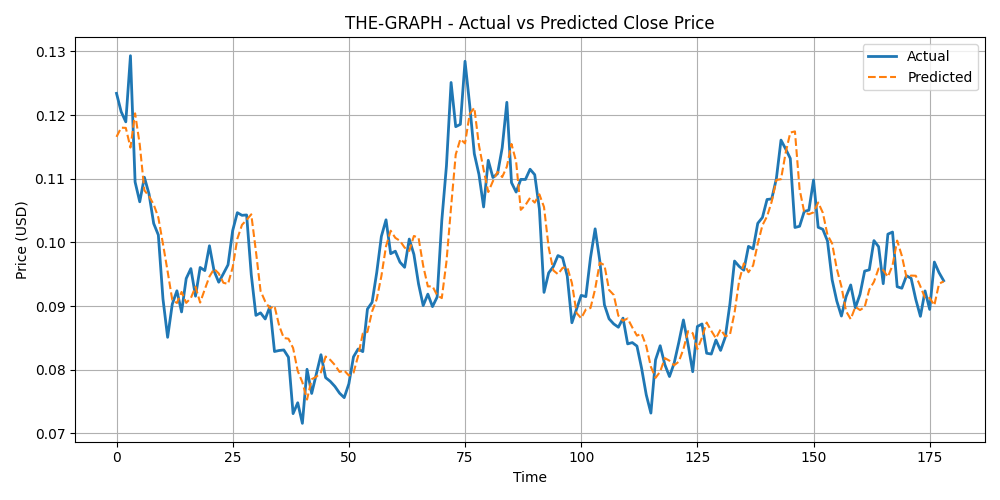 THE-GRAPH - Actual vs Predicted Close Price
Actual
Predicted
Price (USD)
0.13
0.12
0.11
0.10
0.09
0.08
0.07
0 25 50 75 100 125 150 175
Time